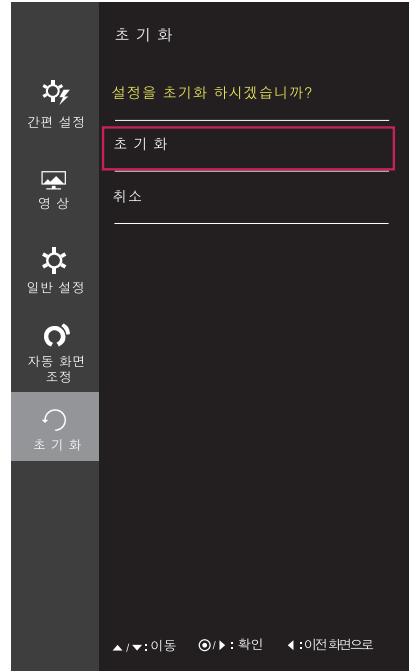 초 기 화
설정을 초기화 하시겠습니까?
초 기 화
취소
간편 설정
영 상
일반 설정
자동 화면
조정
초 기 화
▲/▼:이동 ◉/▶: 확인 ◀:이전 화면으로